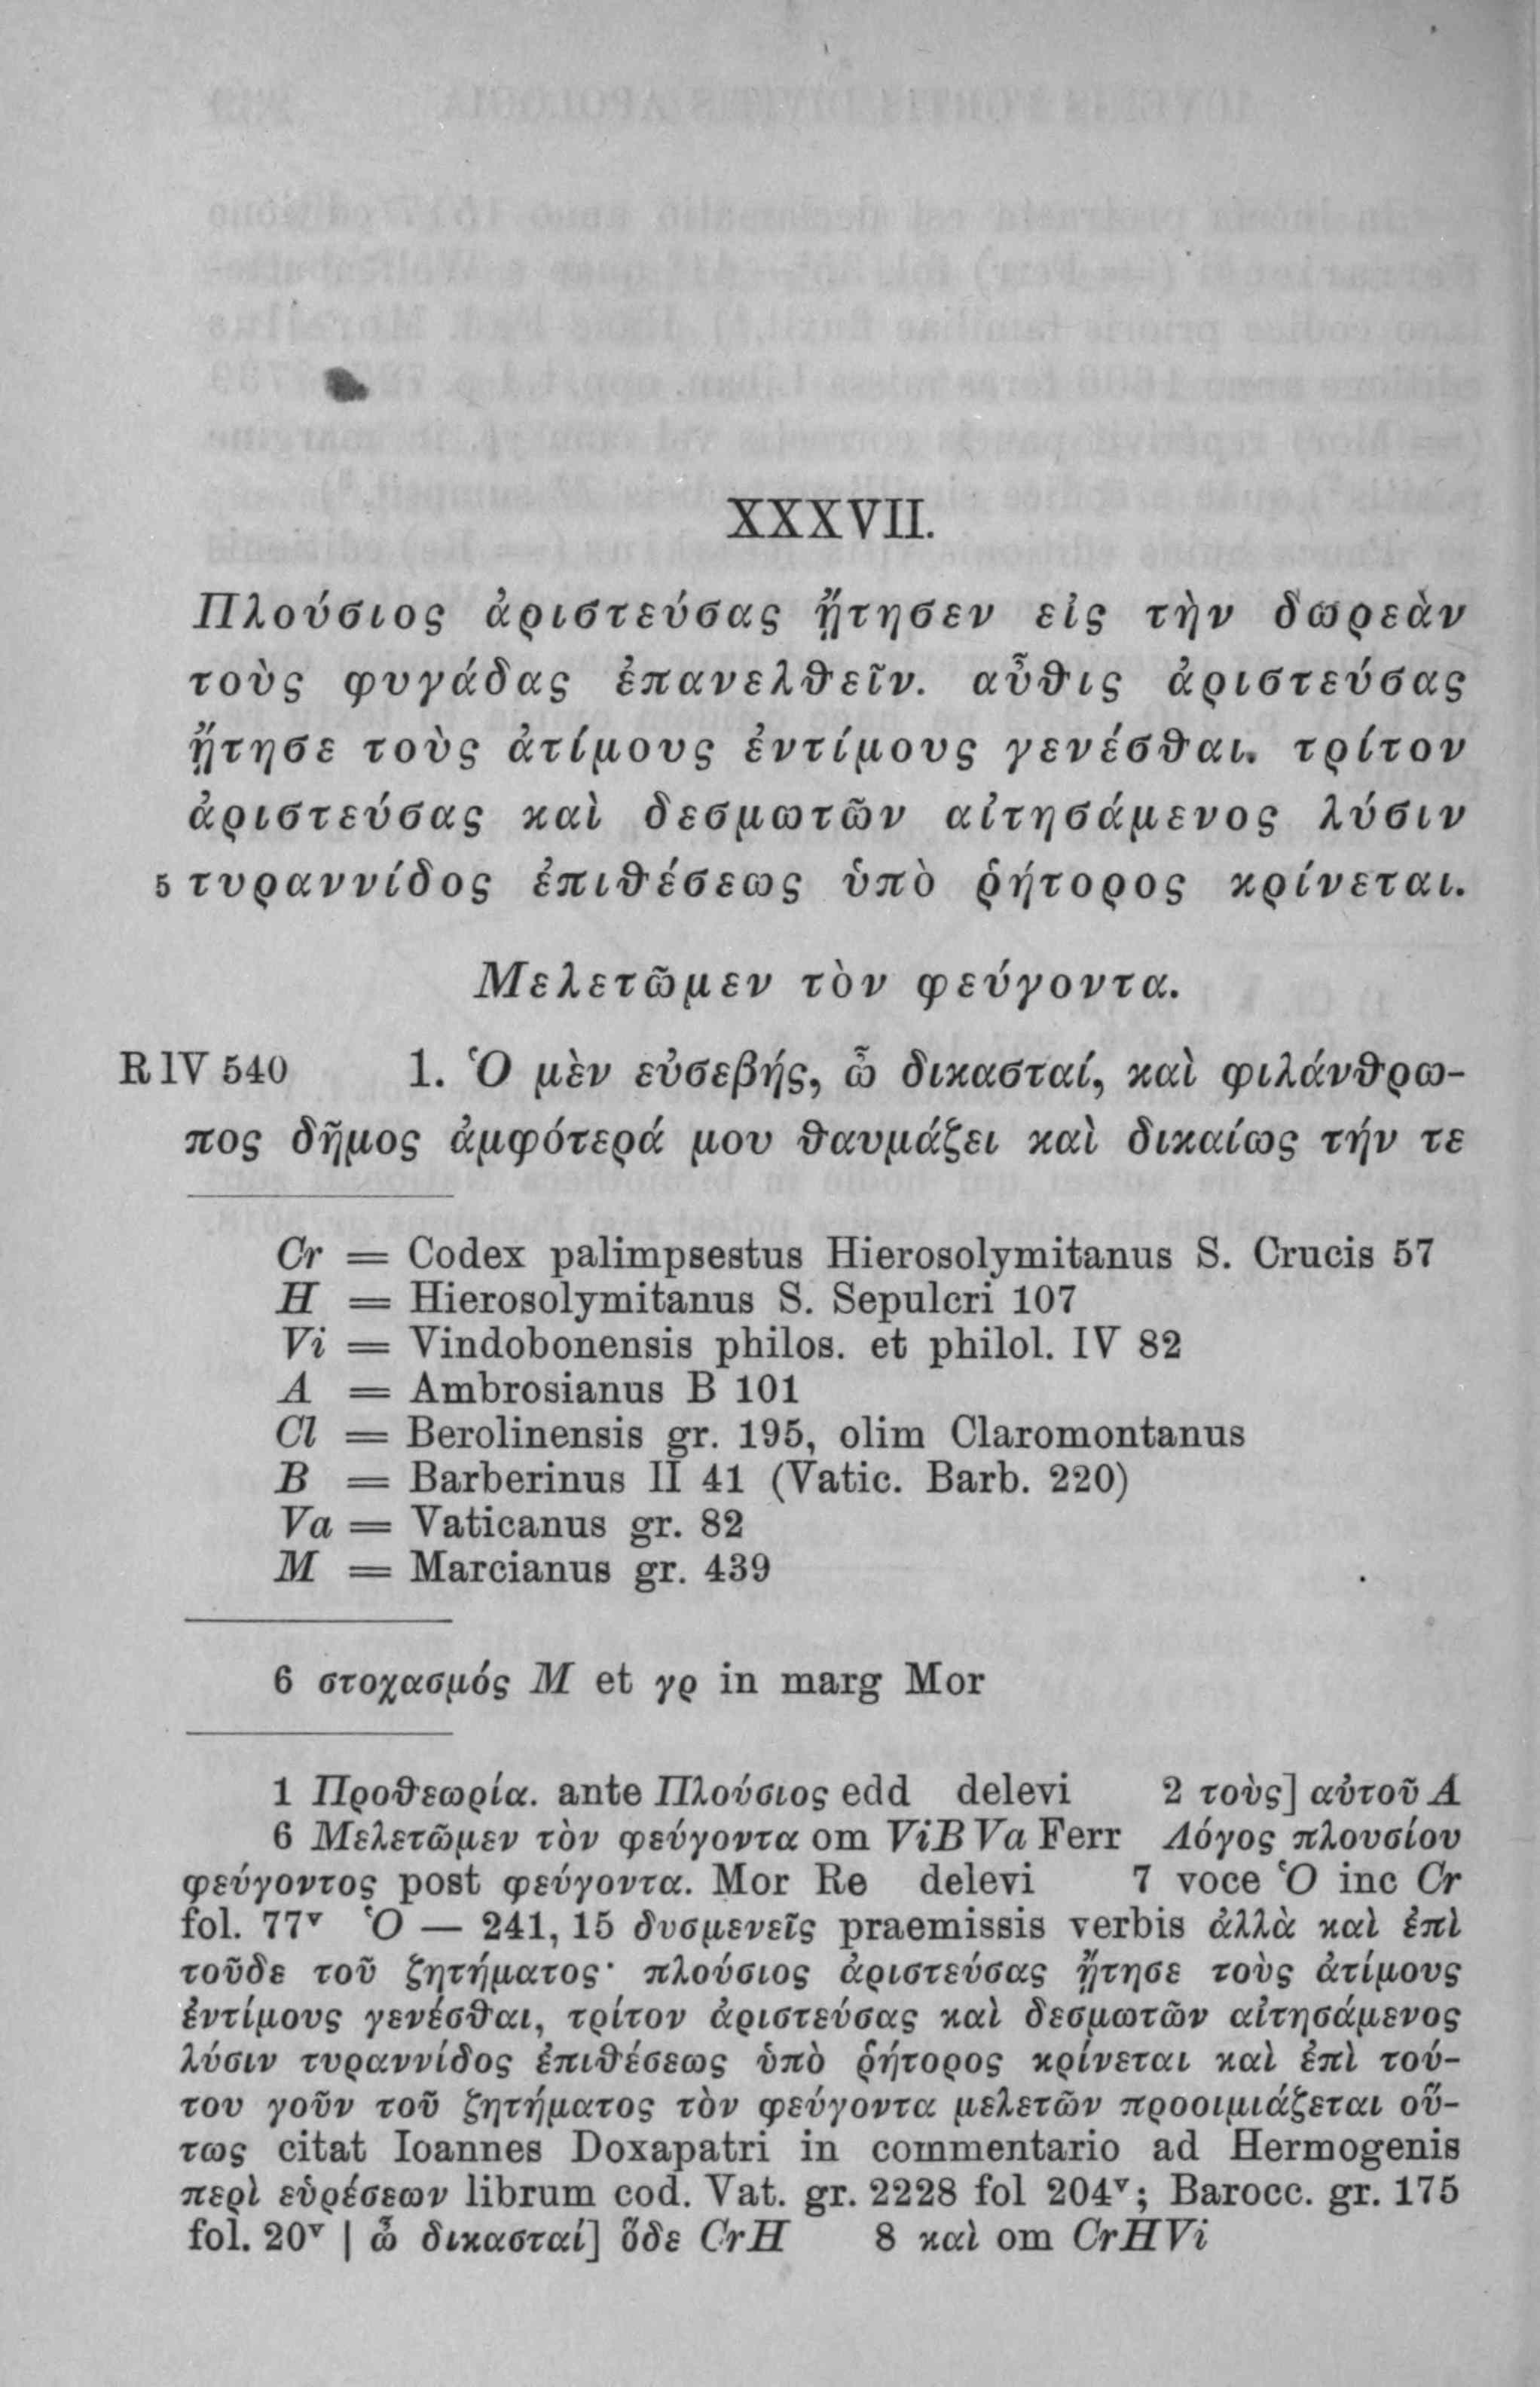 XXXVII.
Πλούσιος ἀριστεύσας ᾔτησεν εἰς τὴν δωρεὰν
τοὺς φυγάδας ἐπανελθεῖν. αὖθις ἀριστεύσας
ᾔτησε τοὺς ἀτίμους ἐντίμους γενέσθαι. τρίτον
ἀριστεύσας καὶ δεσμωτῶν αἰτησάμενος λύσιν
5 τυραννίδος ἐπιθέσεως ὑπὸ ῥήτορος κρίνεται.
Μελετῶμεν τὸν φεύγοντα.
R IV 540 1. Ὁ μὲν εὐσεβής, ὦ δικασταί, καὶ φιλάνθρω-
πος δῆμος ἀμφότερά μου θαυμάζει καὶ δικαίως τήν τε
Cr = Codex palimpsestus Hierosolymitanus S. Crucis 57
H = Hierosolymitanus S. Sepulcri 107
Vi = Vindobonensis philos. et philol. IV 82
A = Ambrosianus B 101
Cl = Berolinensis gr. 195, olim Claromontanus
B = Barberinus II 41 (Vatic. Barb. 220)
Va = Vaticanus gr. 82
M = Marcianus gr. 439
6 στοχασμός M et γρ in marg Mor
1 Προθεωρία. ante Πλούσιος edd delevi 2 τοὺς] αὐτοῦ A
6 Μελετῶμεν τὸν φεύγοντα om ViBVa Ferr Λόγος πλουσίου
φεύγοντος post φεύγοντα. Mor Re delevi 7 voce Ὁ inc Cr
fol. 77ᵛ Ὁ — 241, 15 δυσμενεῖς praemissis verbis ἀλλὰ καὶ ἐπὶ
τοῦδε τοῦ ζητήματος· πλούσιος ἀριστεύσας ᾔτησε τοὺς ἀτίμους
ἐντίμους γενέσθαι, τρίτον ἀριστεύσας καὶ δεσμωτῶν αἰτησάμενος
λύσιν τυραννίδος ἐπιθέσεως ὑπὸ ῥήτορος κρίνεται καὶ ἐπὶ τού-
του γοῦν τοῦ ζητήματος τὸν φεύγοντα μελετῶν προοιμιάζεται οὕ-
τως citat Ioannes Doxapatri in commentario ad Hermogenis
περὶ εὑρέσεων librum cod. Vat. gr. 2228 fol 204ᵛ; Barocc. gr. 175
fol. 20ᵛ | ὦ δικασταί] ὅδε CrH 8 καὶ om CrHVi